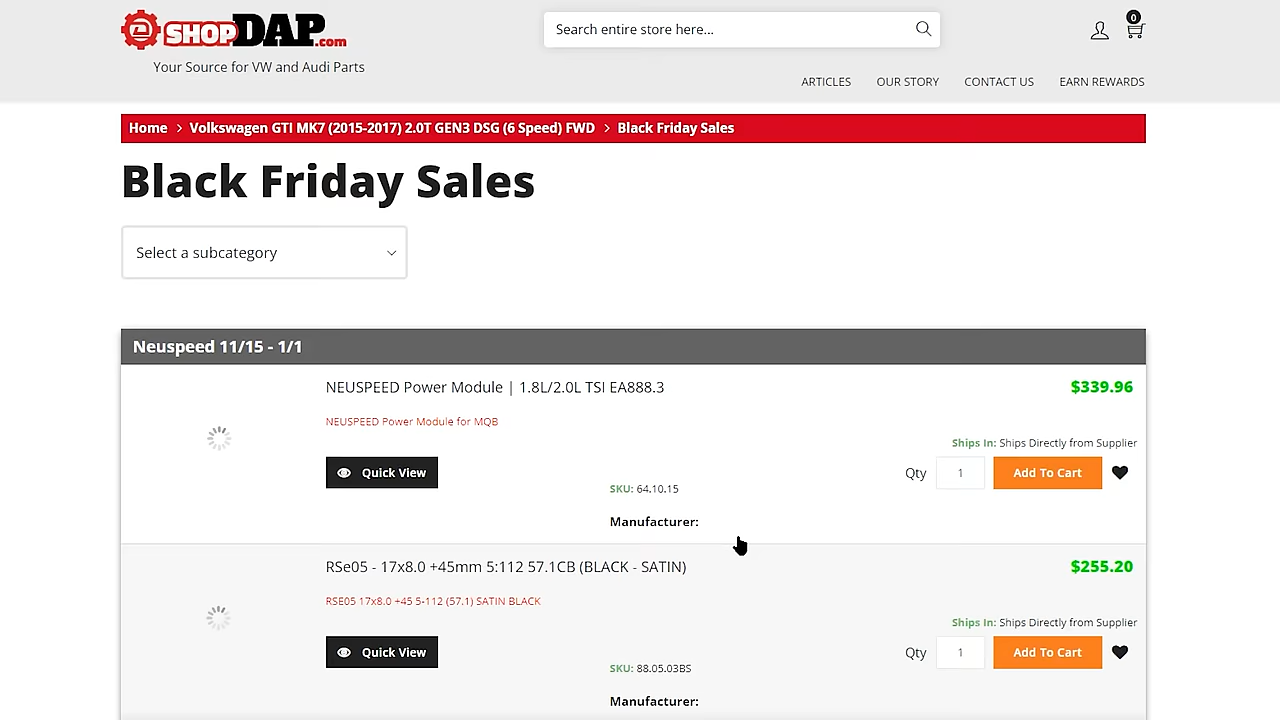 SHOPDAP.com
Your Source for VW and Audi Parts
Search entire store here...
0
ARTICLES OUR STORY CONTACT US EARN REWARDS
Home > Volkswagen GTI MK7 (2015-2017) 2.0T GEN3 DSG (6 Speed) FWD > Black Friday Sales
Black Friday Sales
Select a subcategory
Neuspeed 11/15 - 1/1
NEUSPEED Power Module | 1.8L/2.0L TSI EA888.3 $339.96
NEUSPEED Power Module for MQB
Ships In: Ships Directly from Supplier
Quick View Qty 1 Add To Cart
SKU: 64.10.15
Manufacturer:
RSe05 - 17x8.0 +45mm 5:112 57.1CB (BLACK - SATIN) $255.20
RSE05 17x8.0 +45 5-112 (57.1) SATIN BLACK
Ships In: Ships Directly from Supplier
Quick View Qty 1 Add To Cart
SKU: 88.05.03BS
Manufacturer: